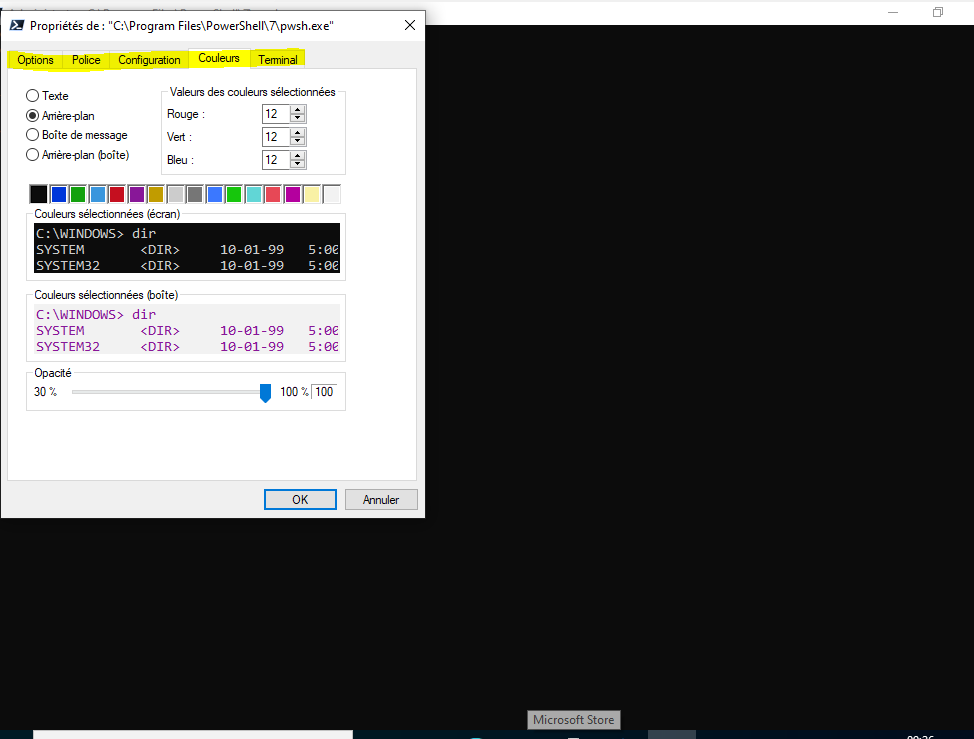 Propriétés de : "C:\Program Files\PowerShell\7\pwsh.exe"
Options Police Configuration Couleurs Terminal
Texte
Arrière-plan
Boîte de message
Arrière-plan (boîte)
Valeurs des couleurs sélectionnées
Rouge : 12
Vert : 12
Bleu : 12
Couleurs sélectionnées (écran)
C:\WINDOWS> dir
SYSTEM <DIR> 10-01-99 5:00
SYSTEM32 <DIR> 10-01-99 5:00
Couleurs sélectionnées (boîte)
C:\WINDOWS> dir
SYSTEM <DIR> 10-01-99 5:00
SYSTEM32 <DIR> 10-01-99 5:00
Opacité
30 % 100 % 100
OK Annuler
Microsoft Store